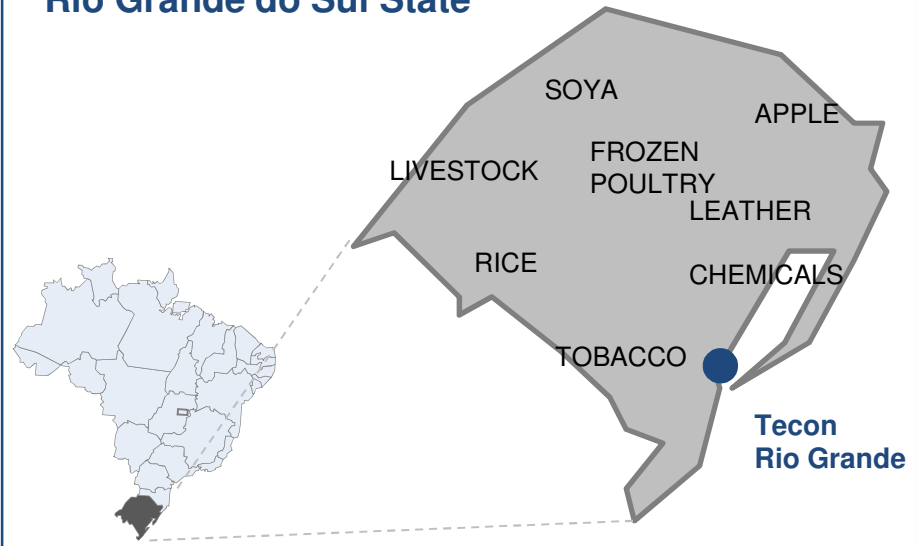 Rio Grande do Sul State
SOYA
APPLE
FROZEN
POULTRY
LIVESTOCK
LEATHER
RICE
CHEMICALS
TOBACCO
Tecon
Rio Grande